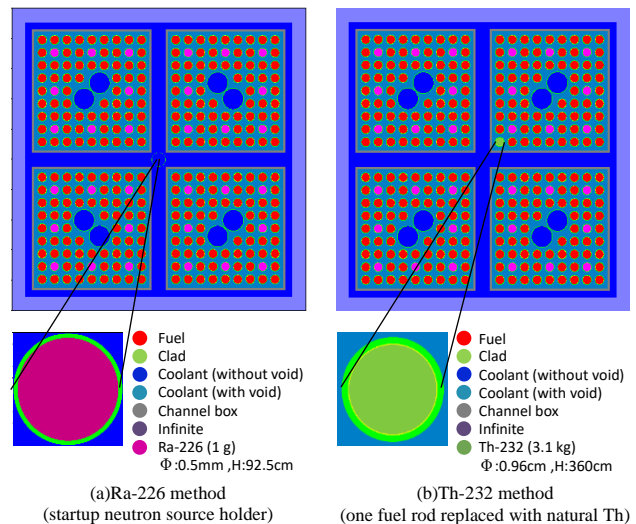 Fuel
Clad
Coolant (without void)
Coolant (with void)
Channel box
Infinite
Ra-226 (1 g)
Φ :0.5mm ,H:92.5cm
(a)Ra-226 method
(startup neutron source holder)
Fuel
Clad
Coolant (without void)
Coolant (with void)
Channel box
Infinite
Th-232 (3.1 kg)
Φ :0.96cm ,H:360cm
(b)Th-232 method
(one fuel rod replaced with natural Th)